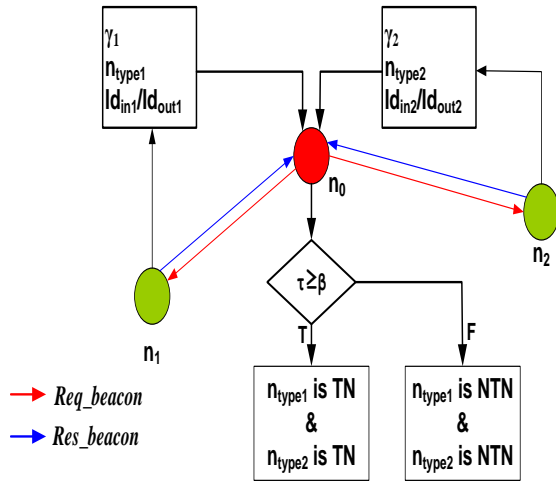 γ1
ntype1
Idin1/Idout1
γ2
ntype2
Idin2/Idout2
n0
n1
n2
τ≥β
T
F
ntype1 is TN
&
ntype2 is TN
ntype1 is NTN
&
ntype2 is NTN
Req_beacon
Res_beacon